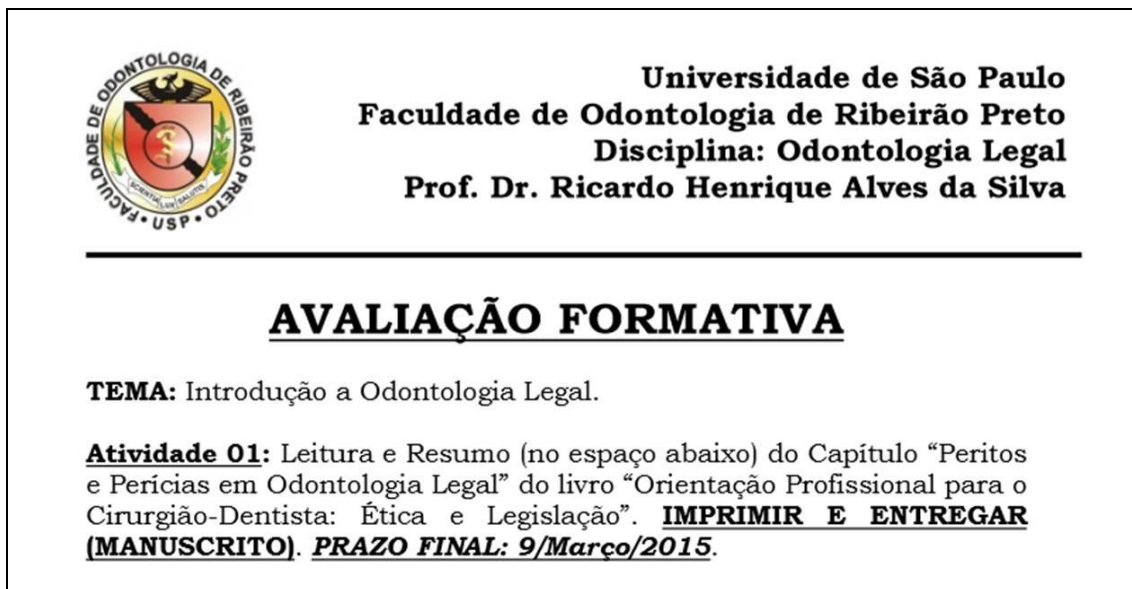 FACULDADE DE ODONTOLOGIA DE RIBEIRÃO PRETO
• USP •
SCIENTIA LUX SALUTIS
Universidade de São Paulo
Faculdade de Odontologia de Ribeirão Preto
Disciplina: Odontologia Legal
Prof. Dr. Ricardo Henrique Alves da Silva
AVALIAÇÃO FORMATIVA
TEMA: Introdução a Odontologia Legal.
Atividade 01: Leitura e Resumo (no espaço abaixo) do Capítulo “Peritos
e Perícias em Odontologia Legal” do livro “Orientação Profissional para o
Cirurgião-Dentista: Ética e Legislação”. IMPRIMIR E ENTREGAR
(MANUSCRITO). PRAZO FINAL: 9/Março/2015.